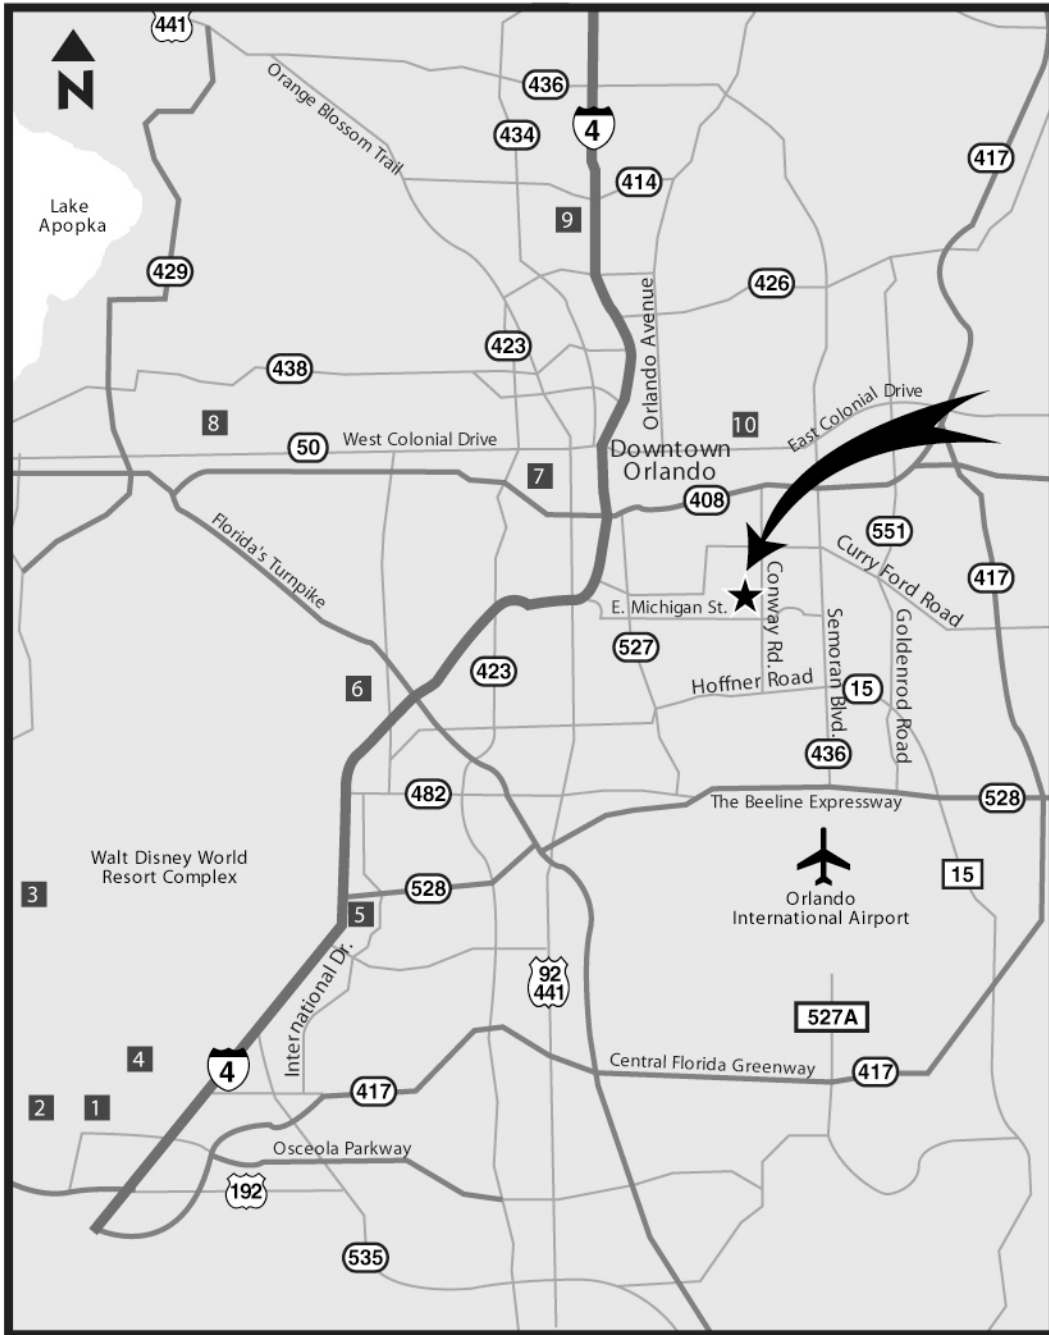 441
N
436
Orange Blossom Trail
434
4
417
414
Lake
Apopka
9
429
426
Orlando Avenue
423
438
8
East Colonial Drive
10
50
West Colonial Drive
Downtown
Orlando
7
408
Florida's Turnpike
551
Curry Ford Road
417
Conway Rd.
E. Michigan St.
527
Semoran Blvd.
Goldenrod Road
423
6
Hoffner Road
15
436
482
The Beeline Expressway
528
Walt Disney World
Resort Complex
3
528
15
Orlando
International Airport
5
International Dr.
92
441
527A
4
4
Central Florida Greenway
417
417
2
1
Osceola Parkway
192
535